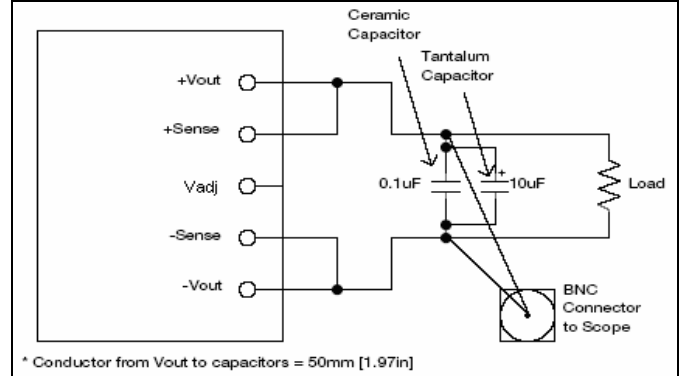 Ceramic
Capacitor
Tantalum
Capacitor
+Vout
+Sense
Vadj
-Sense
-Vout
0.1uF
+
10uF
Load
BNC
Connector
to Scope
* Conductor from Vout to capacitors = 50mm [1.97in]